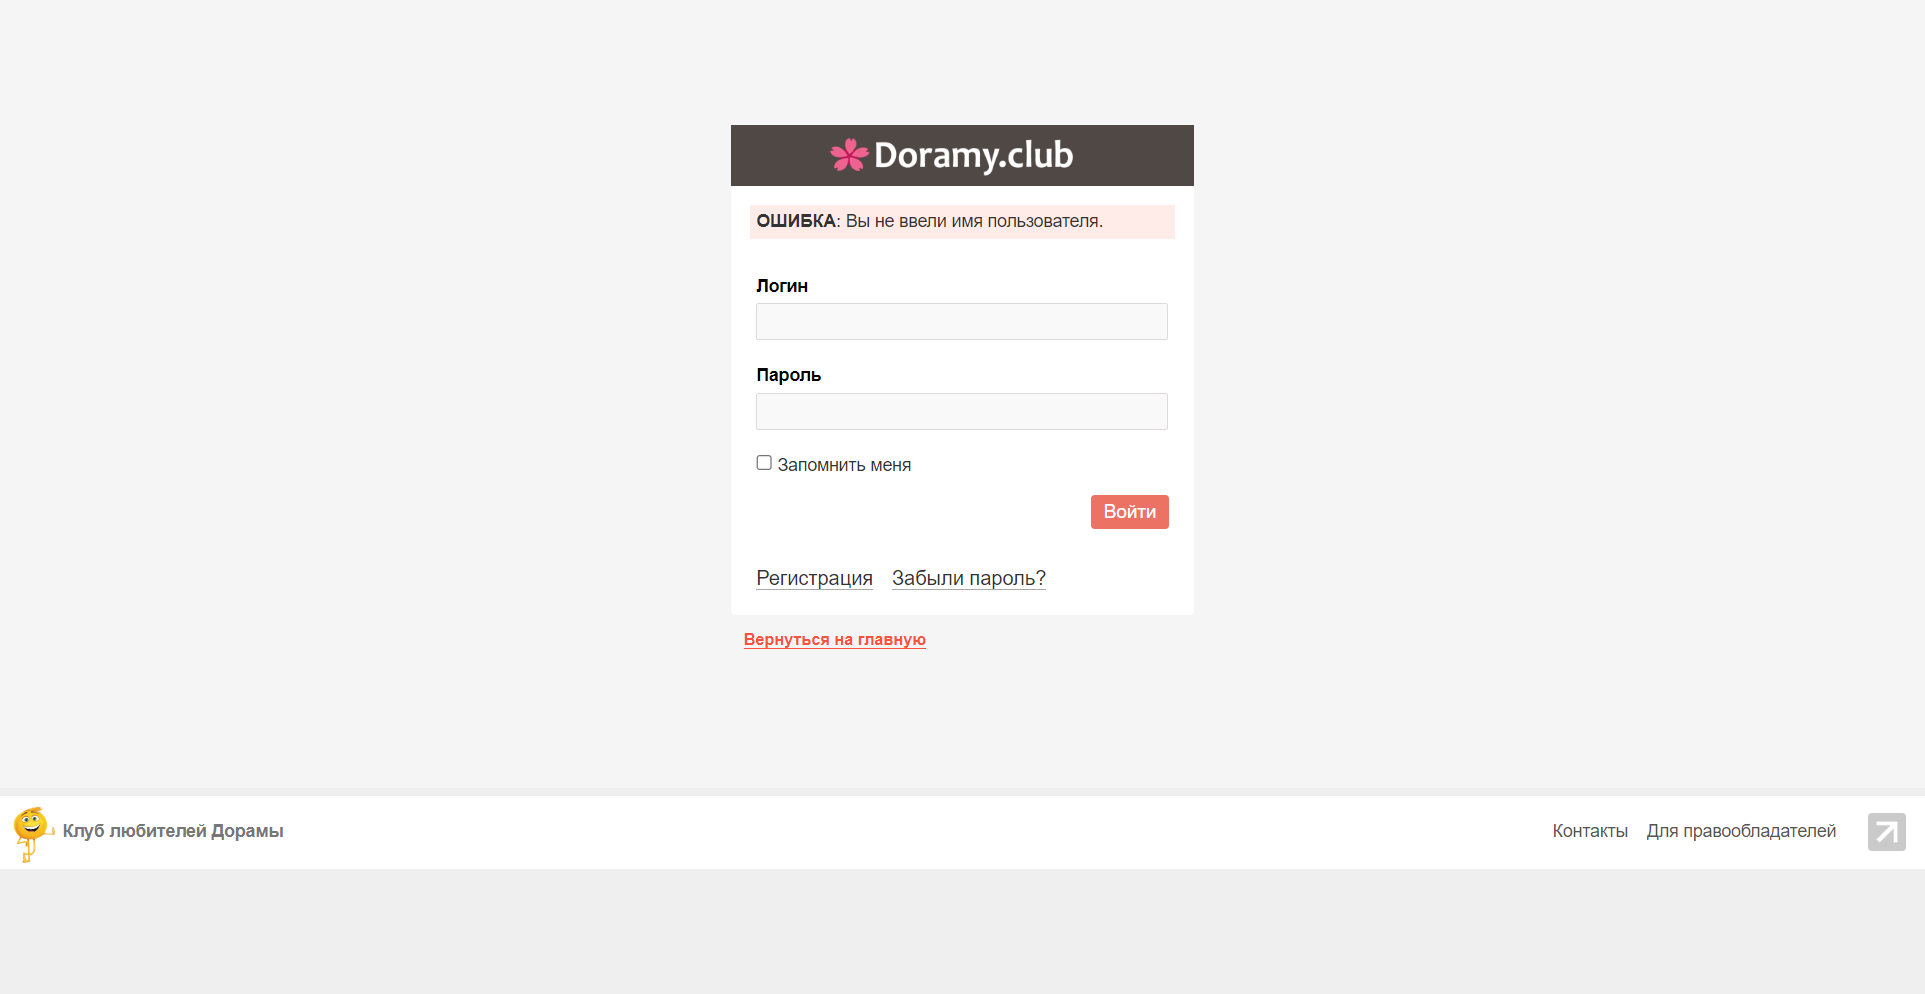 Doramy.club
ОШИБКА: Вы не ввели имя пользователя.
Логин
Пароль
Запомнить меня
Войти
Регистрация Забыли пароль?
Вернуться на главную
Клуб любителей Дорамы Контакты Для правообладателей